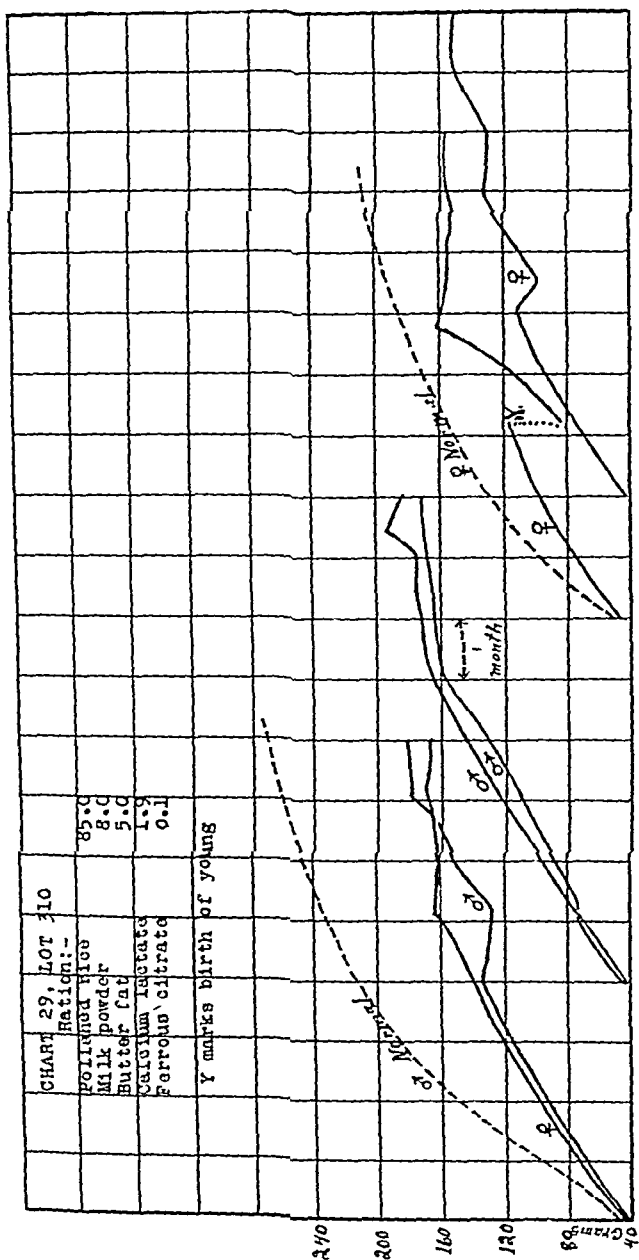 CHART 29, LOT 310
Ration:-
Polished rice 85.0
Milk powder 8.0
Butter fat 5.0
Calcium lactate 1.9
Ferrous citrate 0.1
Y marks birth of young
240
200
160
120
80
40
Grams
♂ Normal
♀
♂
♂
♂
1
month
♀ Normal
♀
Y.
♀